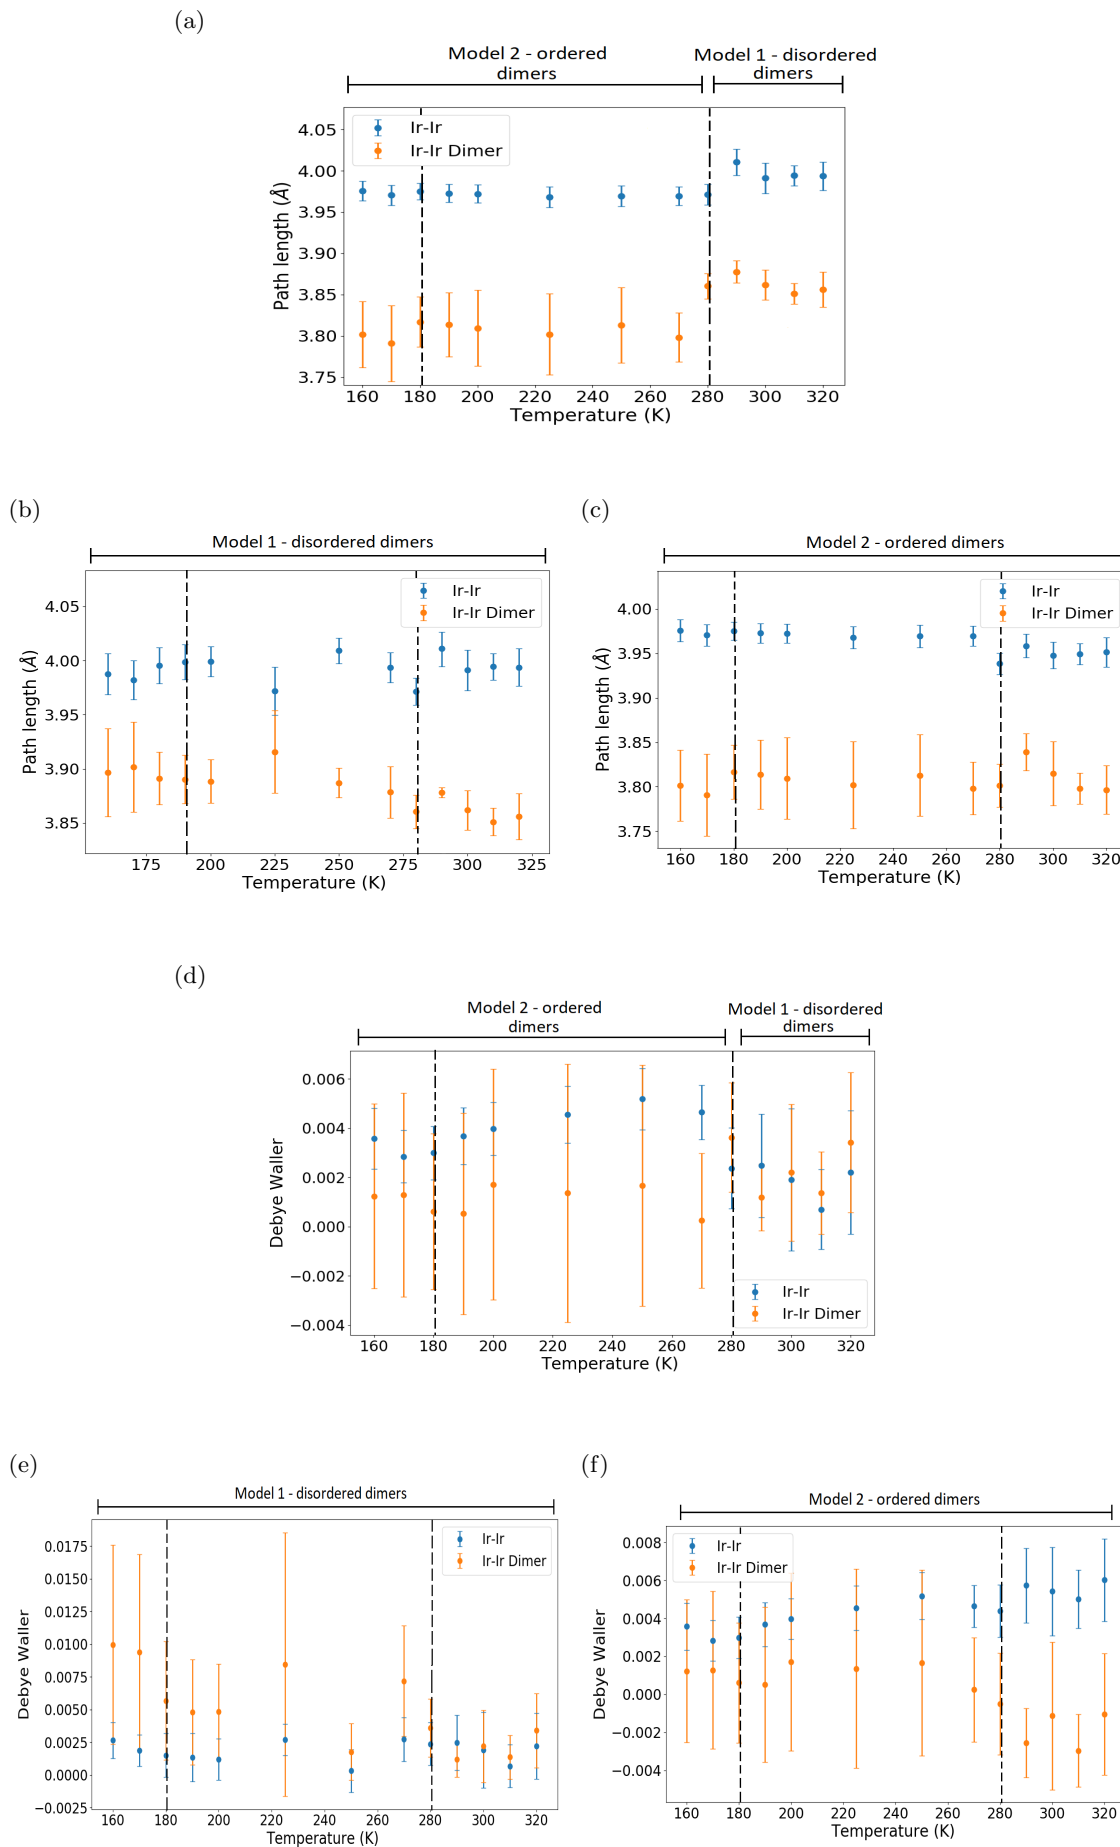 (a)
Model 2 - ordered
dimers
Model 1 - disordered
dimers
Ir-Ir
Ir-Ir Dimer
4.05
4.00
3.95
3.90
3.85
3.80
3.75
Path length (Å)
160 180 200 220 240 260 280 300 320
Temperature (K)
(b)
Model 1 - disordered dimers
Ir-Ir
Ir-Ir Dimer
4.05
4.00
3.95
3.90
3.85
Path length (Å)
175 200 225 250 275 300 325
Temperature (K)
(c)
Model 2 - ordered dimers
Ir-Ir
Ir-Ir Dimer
4.00
3.95
3.90
3.85
3.80
3.75
Path length (Å)
160 180 200 220 240 260 280 300 320
Temperature (K)
(d)
Model 2 - ordered
dimers
Model 1 - disordered
dimers
0.006
0.004
0.002
0.000
−0.002
−0.004
Debye Waller
Ir-Ir
Ir-Ir Dimer
160 180 200 220 240 260 280 300 320
Temperature (K)
(e)
Model 1 - disordered dimers
Ir-Ir
Ir-Ir Dimer
0.0175
0.0150
0.0125
0.0100
0.0075
0.0050
0.0025
0.0000
−0.0025
Debye Waller
160 180 200 220 240 260 280 300 320
Temperature (K)
(f)
Model 2 - ordered dimers
Ir-Ir
Ir-Ir Dimer
0.008
0.006
0.004
0.002
0.000
−0.002
−0.004
Debye Waller
160 180 200 220 240 260 280 300 320
Temperature (K)